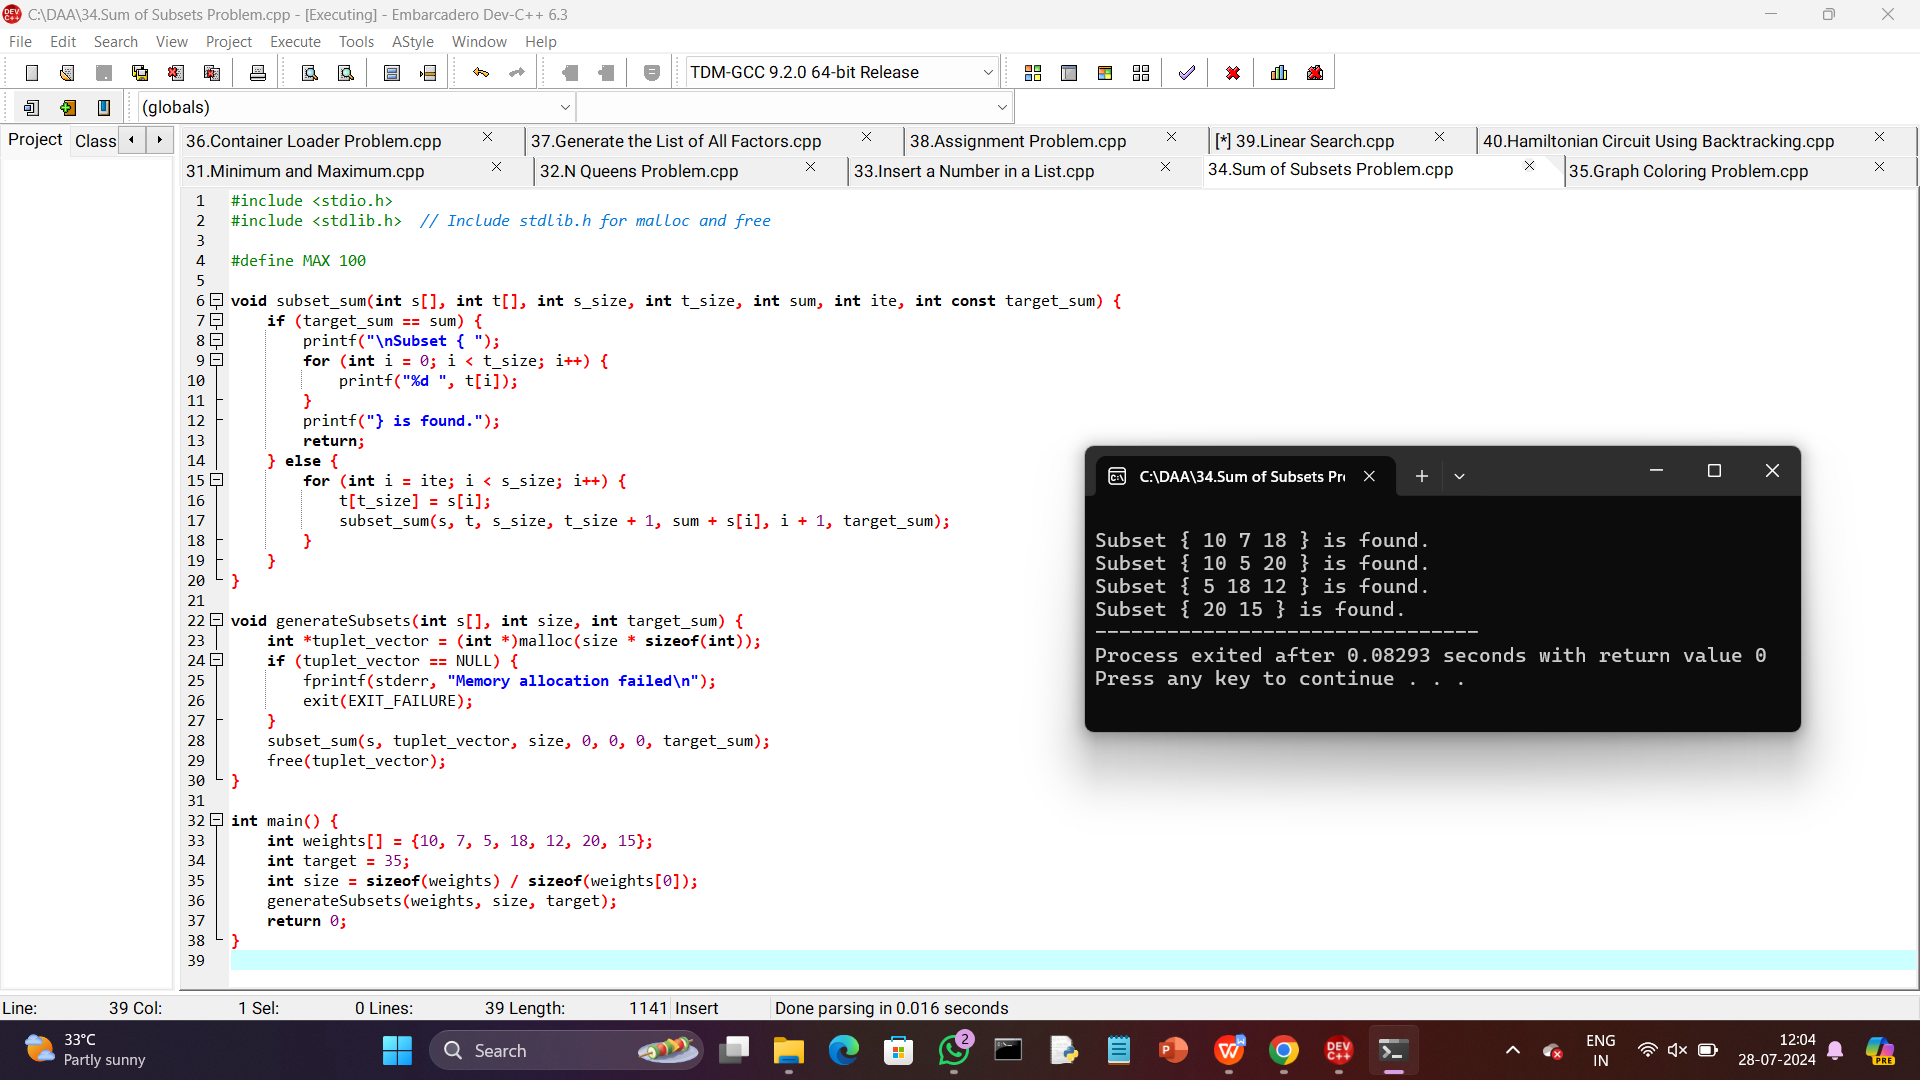 C:\DAA\34.Sum of Subsets Problem.cpp - [Executing] - Embarcadero Dev-C++ 6.3
File Edit Search View Project Execute Tools AStyle Window Help
TDM-GCC 9.2.0 64-bit Release
(globals)
Project Class
36.Container Loader Problem.cpp 37.Generate the List of All Factors.cpp 38.Assignment Problem.cpp [*] 39.Linear Search.cpp 40.Hamiltonian Circuit Using Backtracking.cpp
31.Minimum and Maximum.cpp 32.N Queens Problem.cpp 33.Insert a Number in a List.cpp 34.Sum of Subsets Problem.cpp 35.Graph Coloring Problem.cpp
1 #include <stdio.h>
2 #include <stdlib.h>  // Include stdlib.h for malloc and free
3
4 #define MAX 100
5
6 void subset_sum(int s[], int t[], int s_size, int t_size, int sum, int ite, int const target_sum) {
7     if (target_sum == sum) {
8         printf("\nSubset { ");
9         for (int i = 0; i < t_size; i++) {
10             printf("%d ", t[i]);
11         }
12         printf("} is found.");
13         return;
14     } else {
15         for (int i = ite; i < s_size; i++) {
16             t[t_size] = s[i];
17             subset_sum(s, t, s_size, t_size + 1, sum + s[i], i + 1, target_sum);
18         }
19     }
20 }
21
22 void generateSubsets(int s[], int size, int target_sum) {
23     int *tuplet_vector = (int *)malloc(size * sizeof(int));
24     if (tuplet_vector == NULL) {
25         fprintf(stderr, "Memory allocation failed\n");
26         exit(EXIT_FAILURE);
27     }
28     subset_sum(s, tuplet_vector, size, 0, 0, 0, target_sum);
29     free(tuplet_vector);
30 }
31
32 int main() {
33     int weights[] = {10, 7, 5, 18, 12, 20, 15};
34     int target = 35;
35     int size = sizeof(weights) / sizeof(weights[0]);
36     generateSubsets(weights, size, target);
37     return 0;
38 }
39
C:\DAA\34.Sum of Subsets Pr
Subset { 10 7 18 } is found.
Subset { 10 5 20 } is found.
Subset { 5 18 12 } is found.
Subset { 20 15 } is found.
--------------------------------
Process exited after 0.08293 seconds with return value 0
Press any key to continue . . .
Line: 39 Col: 1 Sel: 0 Lines: 39 Length: 1141 Insert Done parsing in 0.016 seconds
33°C
Partly sunny
Search
2
DEV C++
ENG
IN
12:04
28-07-2024
PRE